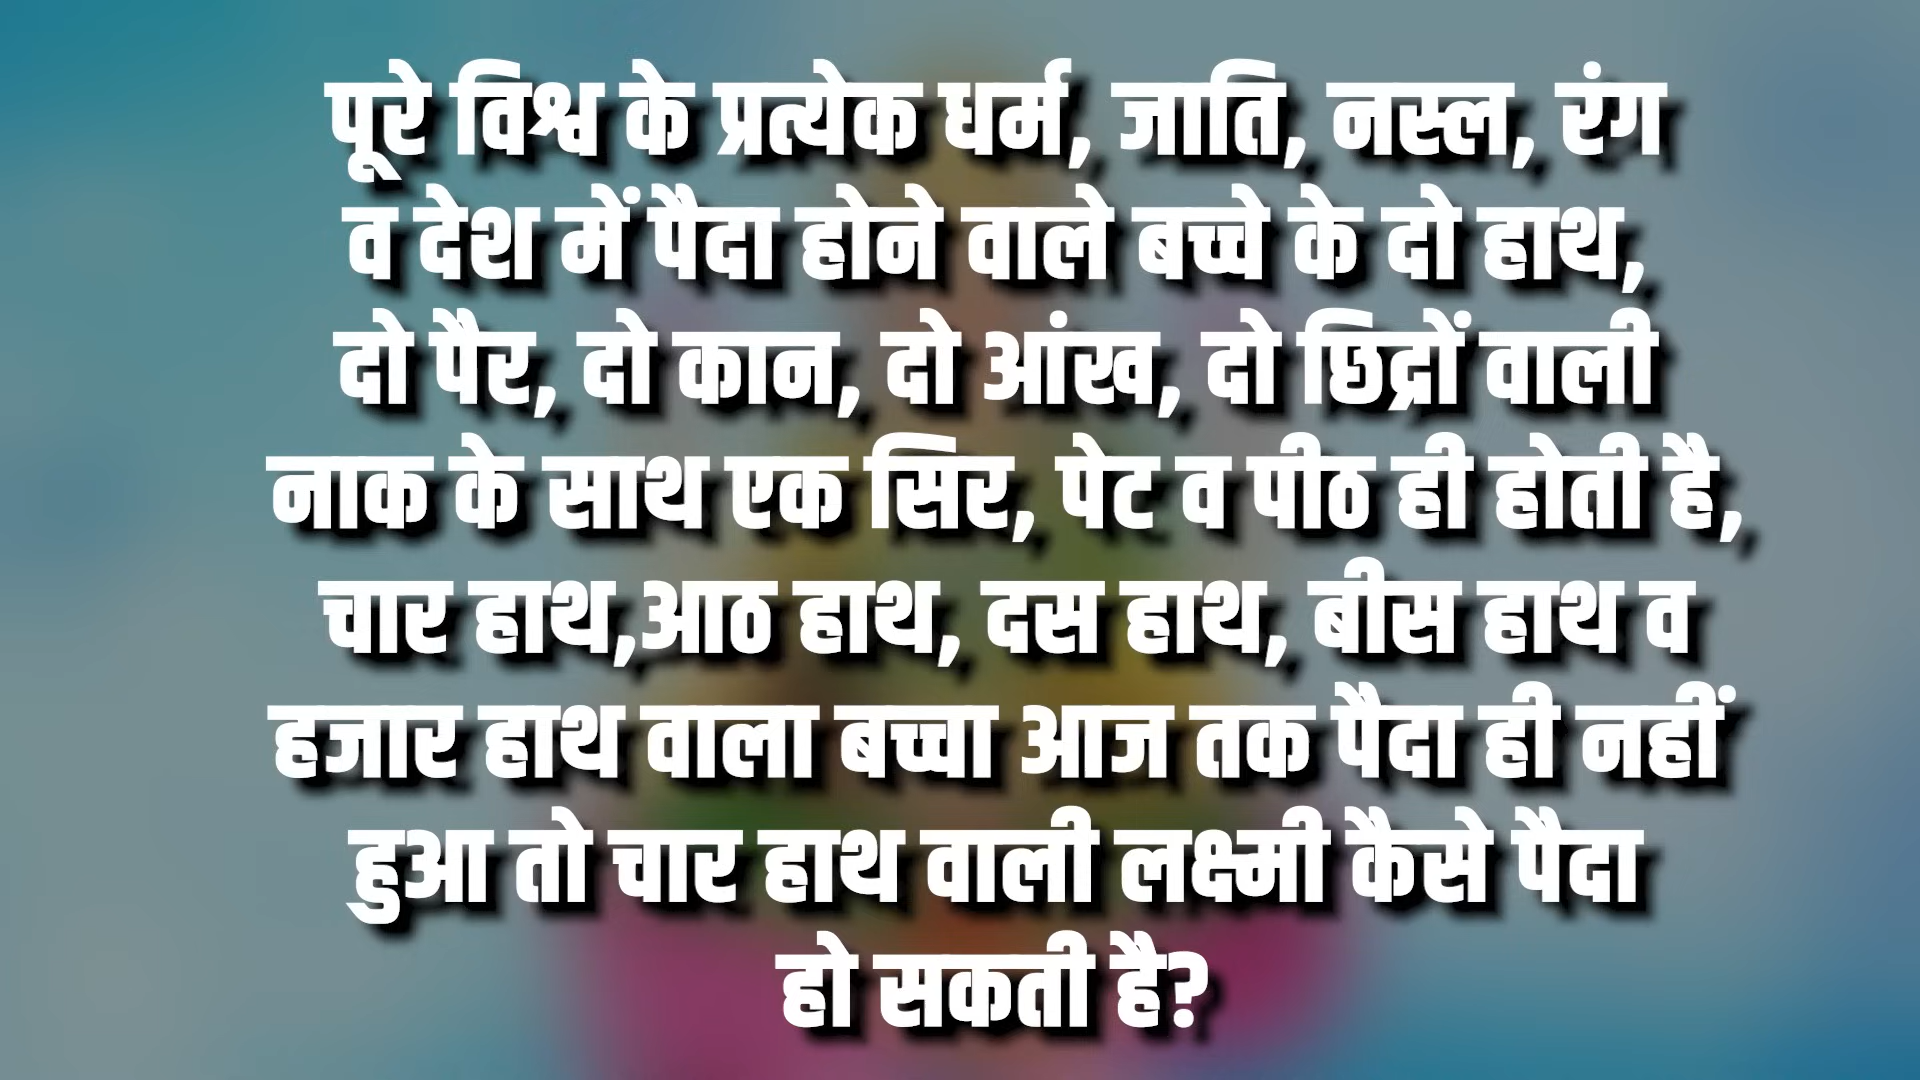 पूरे विश्व के प्रत्येक धर्म, जाति, नस्ल, रंग
व देश में पैदा होने वाले बच्चे के दो हाथ,
दो पैर, दो कान, दो आंख, दो छिद्रों वाली
नाक के साथ एक सिर, पेट व पीठ ही होती है,
चार हाथ,आठ हाथ, दस हाथ, बीस हाथ व
हजार हाथ वाला बच्चा आज तक पैदा ही नहीं
हुआ तो चार हाथ वाली लक्ष्मी कैसे पैदा
हो सकती है?